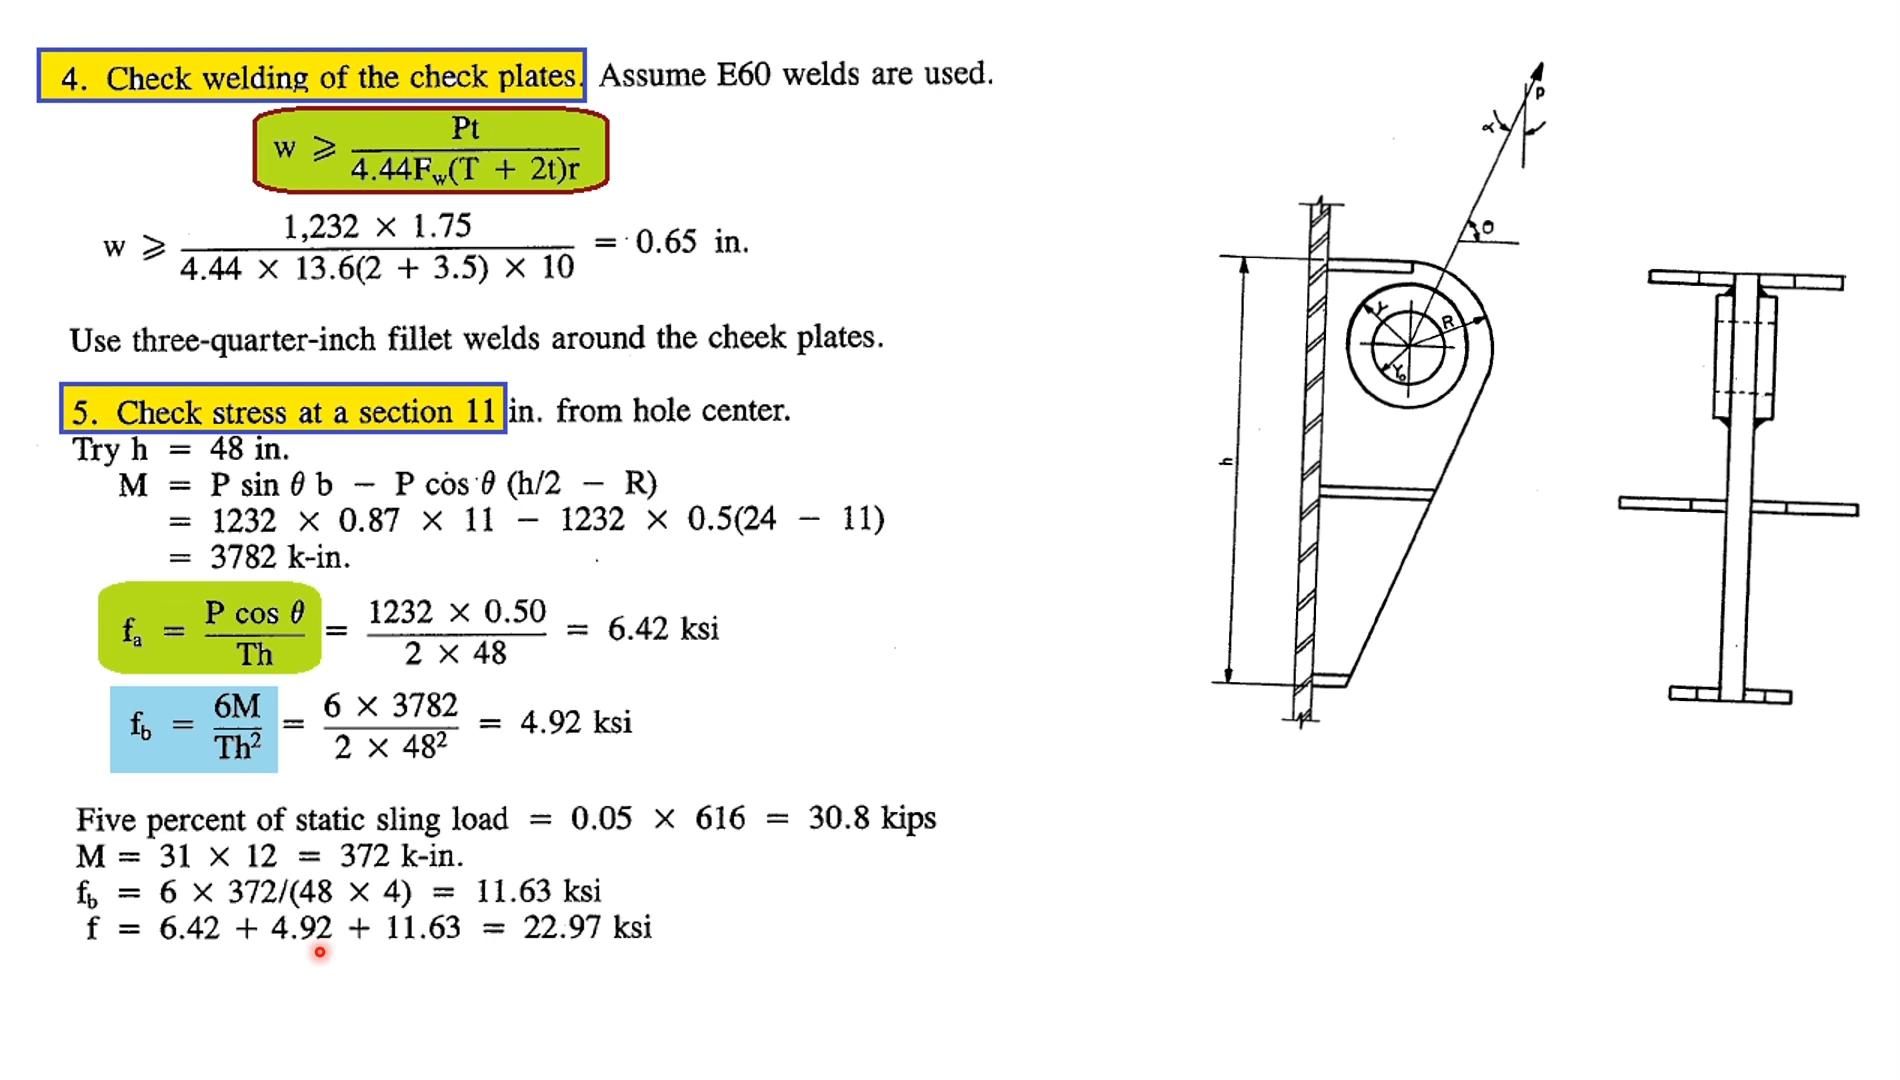 4. Check welding of the check plates. Assume E60 welds are used.
w ⩾ Pt / 4.44F_w(T + 2t)r
w ⩾ 1,232 × 1.75 / 4.44 × 13.6(2 + 3.5) × 10 = 0.65 in.
Use three-quarter-inch fillet welds around the cheek plates.
5. Check stress at a section 11 in. from hole center.
Try h = 48 in.
M = P sin θ b − P cos θ (h/2 − R)
= 1232 × 0.87 × 11 − 1232 × 0.5(24 − 11)
= 3782 k-in.
f_a = P cos θ / Th = 1232 × 0.50 / 2 × 48 = 6.42 ksi
f_b = 6M / Th² = 6 × 3782 / 2 × 48² = 4.92 ksi
Five percent of static sling load = 0.05 × 616 = 30.8 kips
M = 31 × 12 = 372 k-in.
f_b = 6 × 372/(48 × 4) = 11.63 ksi
f = 6.42 + 4.92 + 11.63 = 22.97 ksi
P
α
θ
r
R
r₀
h